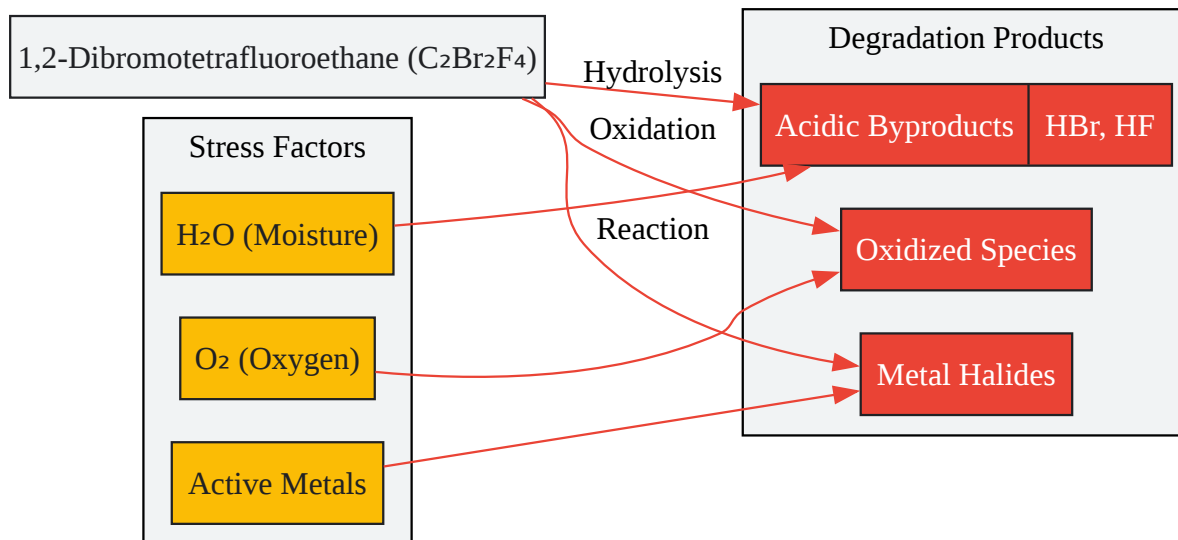 1,2-Dibromotetrafluoroethane (C₂Br₂F₄)
Stress Factors
H₂O (Moisture)
O₂ (Oxygen)
Active Metals
Hydrolysis
Oxidation
Reaction
Degradation Products
Acidic Byproducts HBr, HF
Oxidized Species
Metal Halides